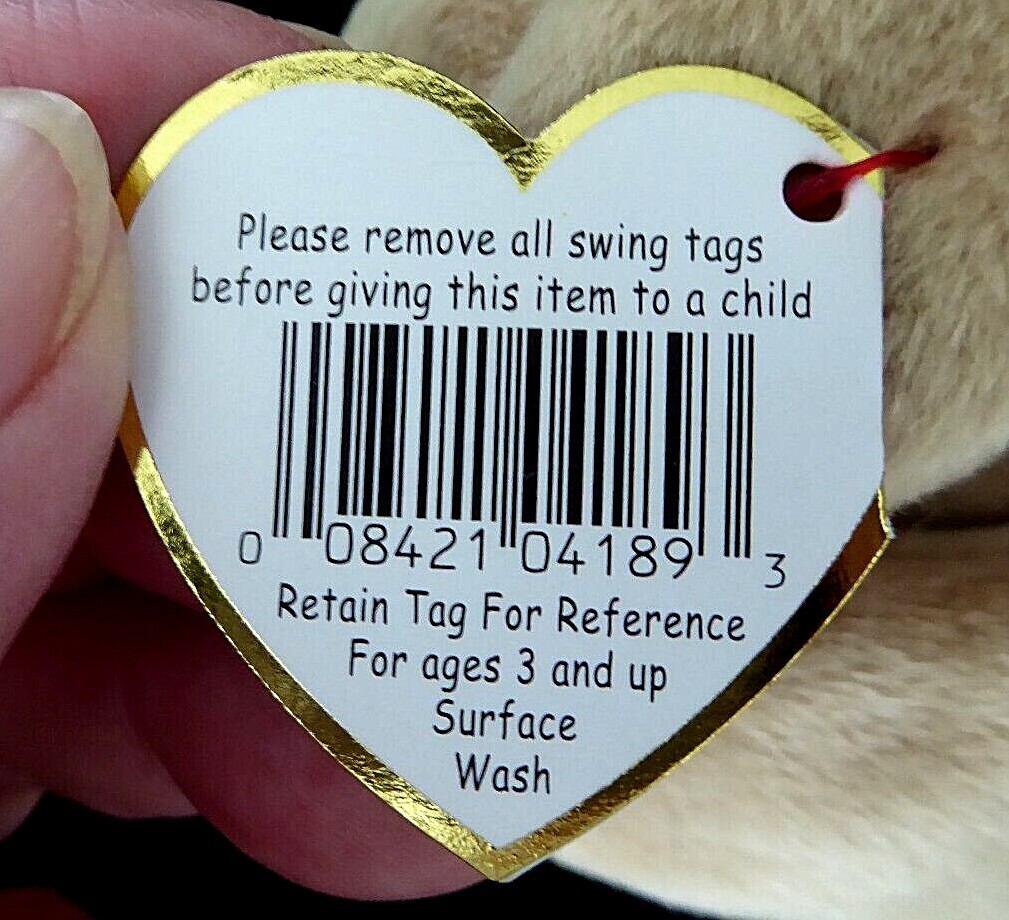 Please remove all swing tags
before giving this item to a child
0 08421 04189 3
Retain Tag For Reference
For ages 3 and up
Surface
Wash